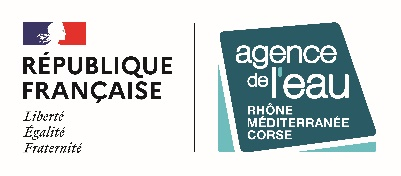 RÉPUBLIQUE
FRANÇAISE
Liberté
Égalité
Fraternité
agence
de l'eau
RHÔNE
MÉDITERRANÉE
CORSE